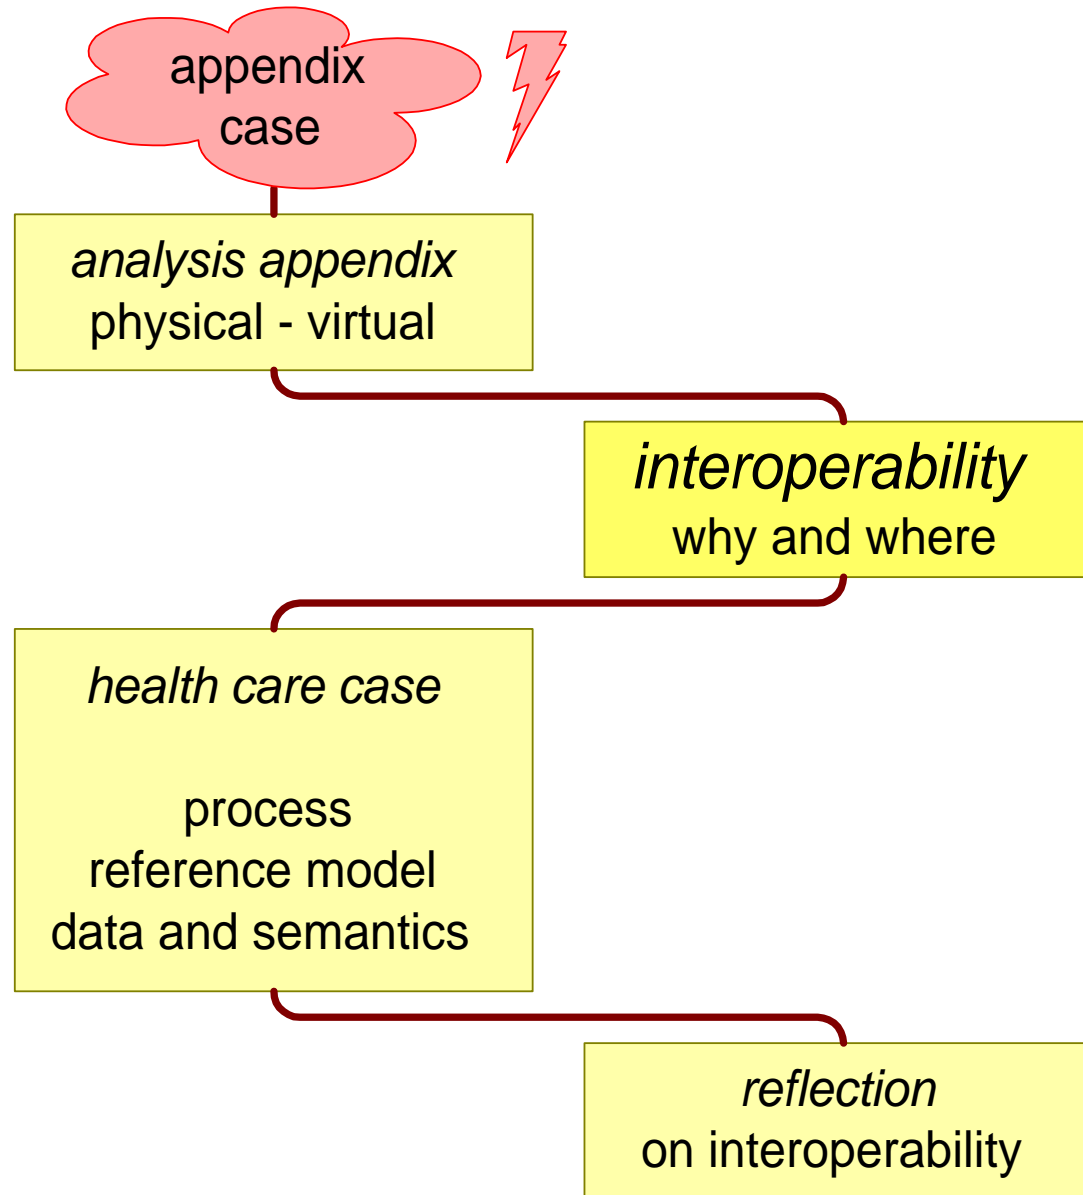 appendix
case
analysis appendix
physical - virtual
interoperability
why and where
health care case
process
reference model
data and semantics
reflection
on interoperability